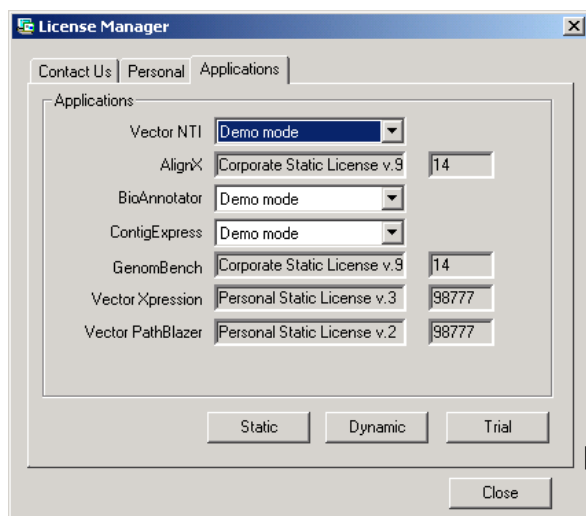 License Manager
Contact Us Personal Applications
Applications
Vector NTI Demo mode
AlignX Corporate Static License v.9 14
BioAnnotator Demo mode
ContigExpress Demo mode
GenomBench Corporate Static License v.9 14
Vector Xpression Personal Static License v.3 98777
Vector PathBlazer Personal Static License v.2 98777
Static Dynamic Trial
Close